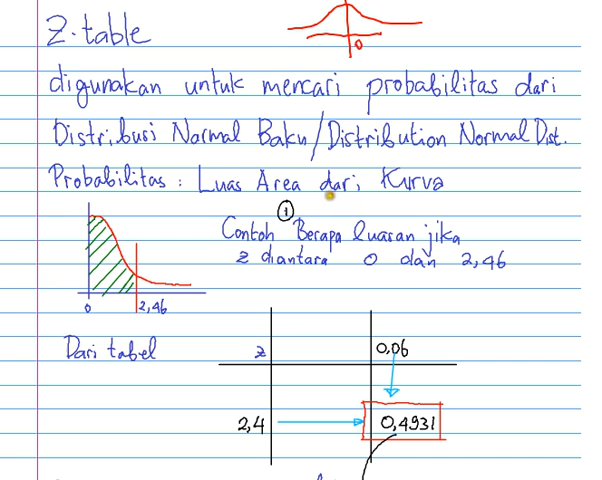 Z-table
0
digunakan untuk mencari probabilitas dari
Distribusi Normal Baku/Distribution Normal Dist.
Probabilitas : Luas Area dari Kurva
1
Contoh Berapa luasan jika
z diantara 0 dan 2,46
0 2,46
Dari tabel z 0,06
2,4 0,4931